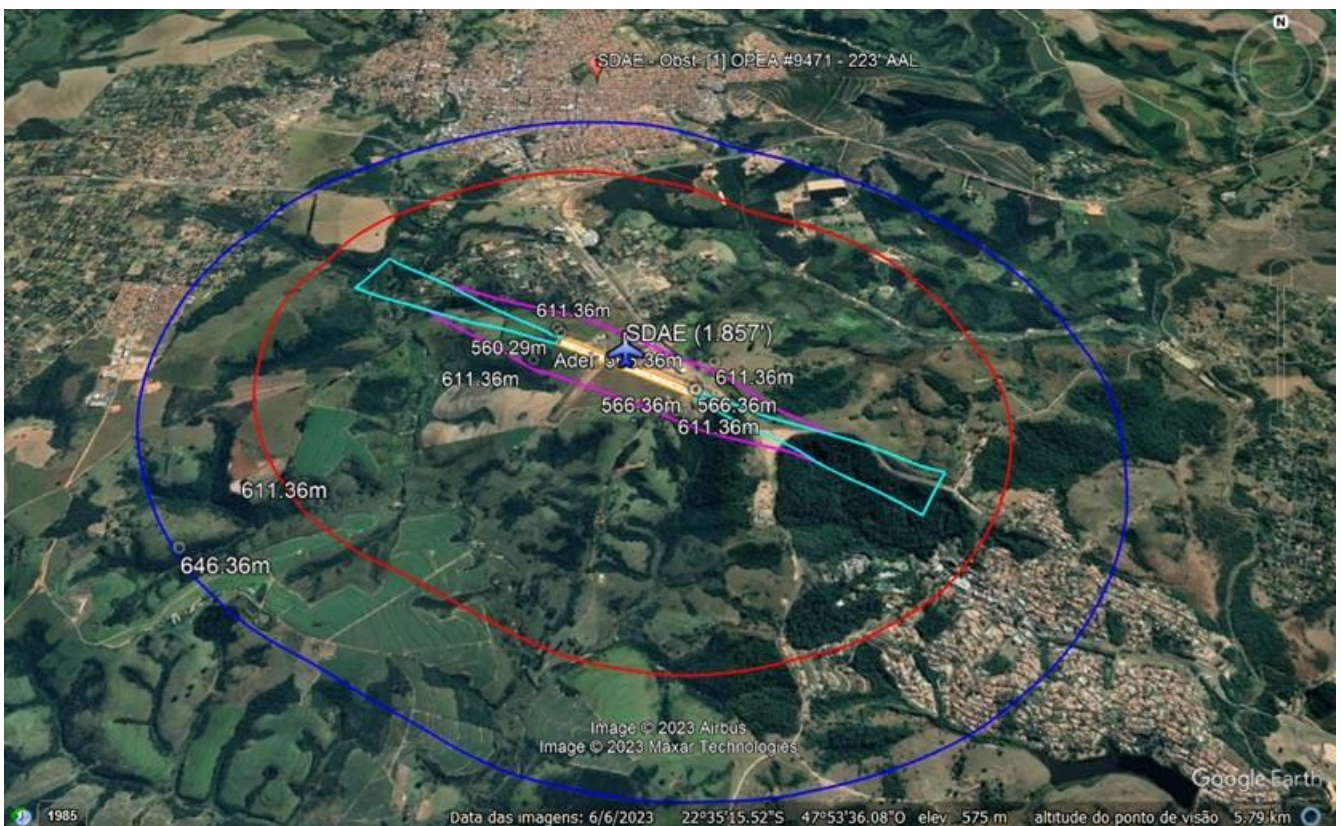 N
SDAE - Obst. [1] OPEA #9471 - 223' AAL
611.36m
SDAE (1.857')
560.29m
611.36m
611.36m
566.36m
566.36m
611.36m
611.36m
646.36m
Image © 2023 Airbus
Image © 2023 Maxar Technologies
Google Earth
1985
Data das imagens: 6/6/2023 22°35'15.52"S 47°53'36.08"O elev 575 m altitude do ponto de visão 5.79 km